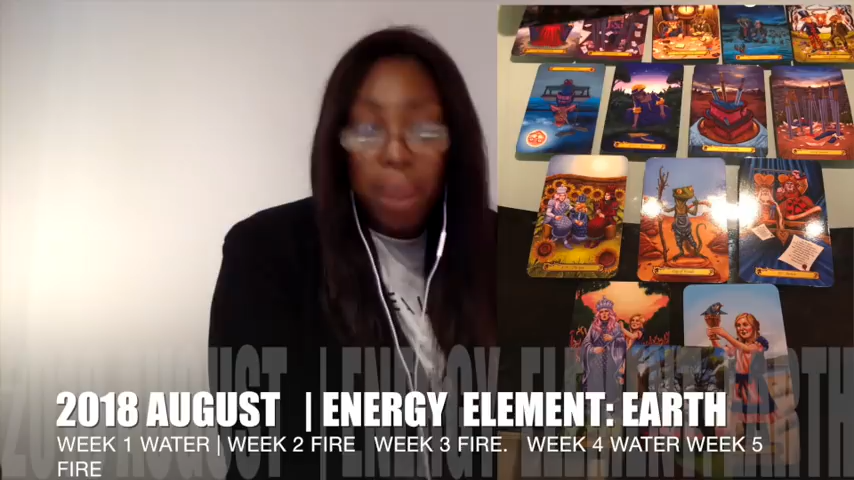 2018 AUGUST | ENERGY ELEMENT: EARTH
WEEK 1 WATER | WEEK 2 FIRE WEEK 3 FIRE. WEEK 4 WATER WEEK 5
FIRE